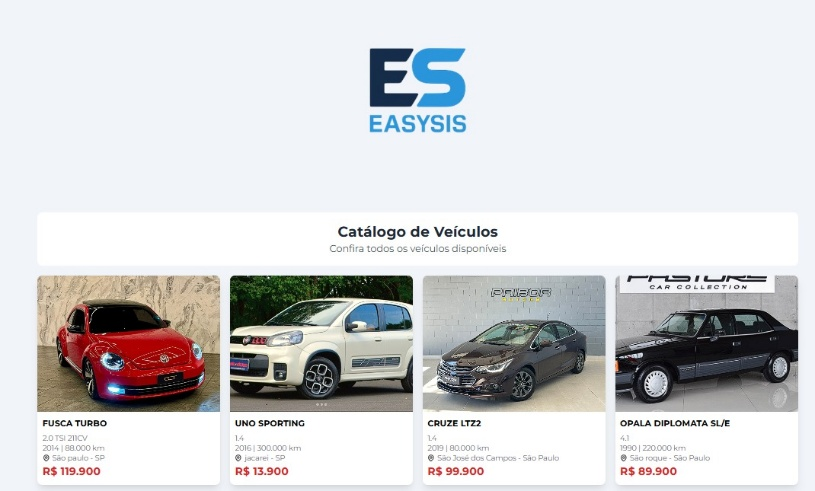 ES
EASYSIS
Catálogo de Veículos
Confira todos os veículos disponíveis
FUSCA TURBO
2.0 TSI 211CV
2014 | 88.000 km
São paulo - SP
R$ 119.900
UNO SPORTING
1.4
2016 | 300.000 km
jacareí - SP
R$ 13.900
PRIBOR
CRUZE LTZ2
1.4
2019 | 80.000 km
São José dos Campos - São Paulo
R$ 99.900
PASTORE
CAR COLLECTION
OPALA DIPLOMATA SL/E
4.1
1990 | 220.000 km
São roque - São Paulo
R$ 89.900